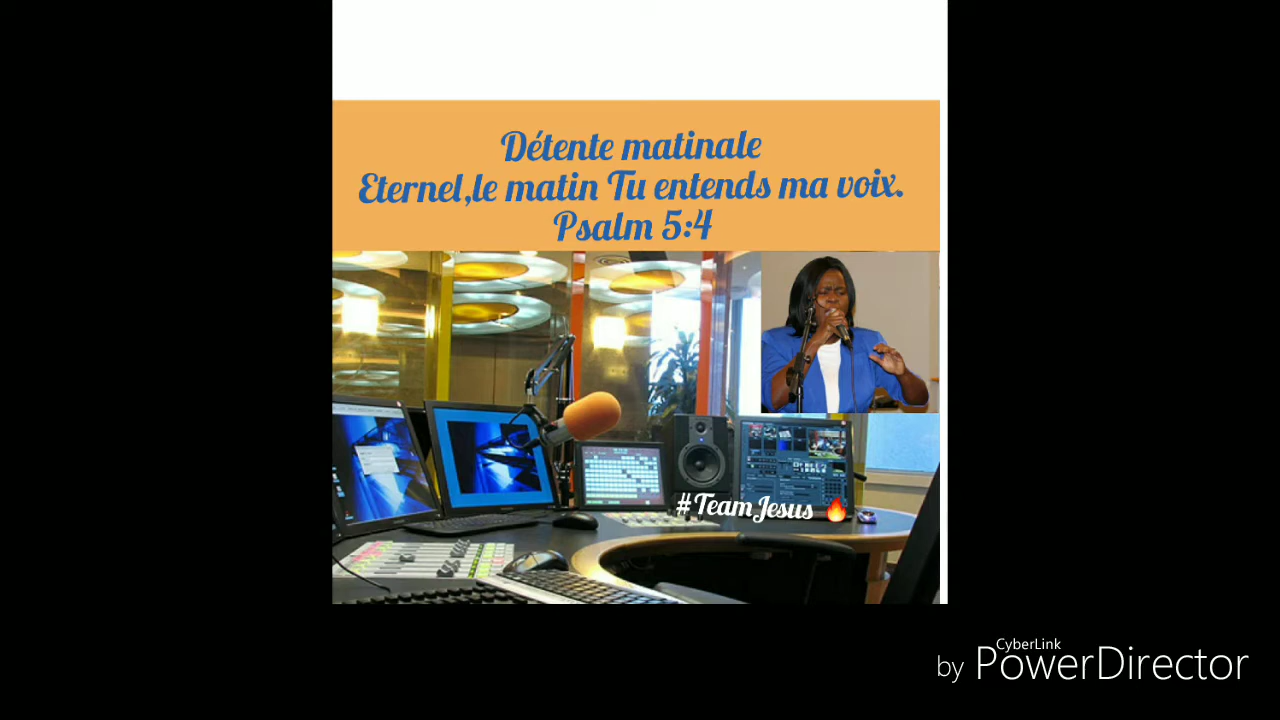 Détente matinale
Eternel,le matin Tu entends ma voix.
Psalm 5:4
#TeamJesus 🔥
CyberLink
by PowerDirector